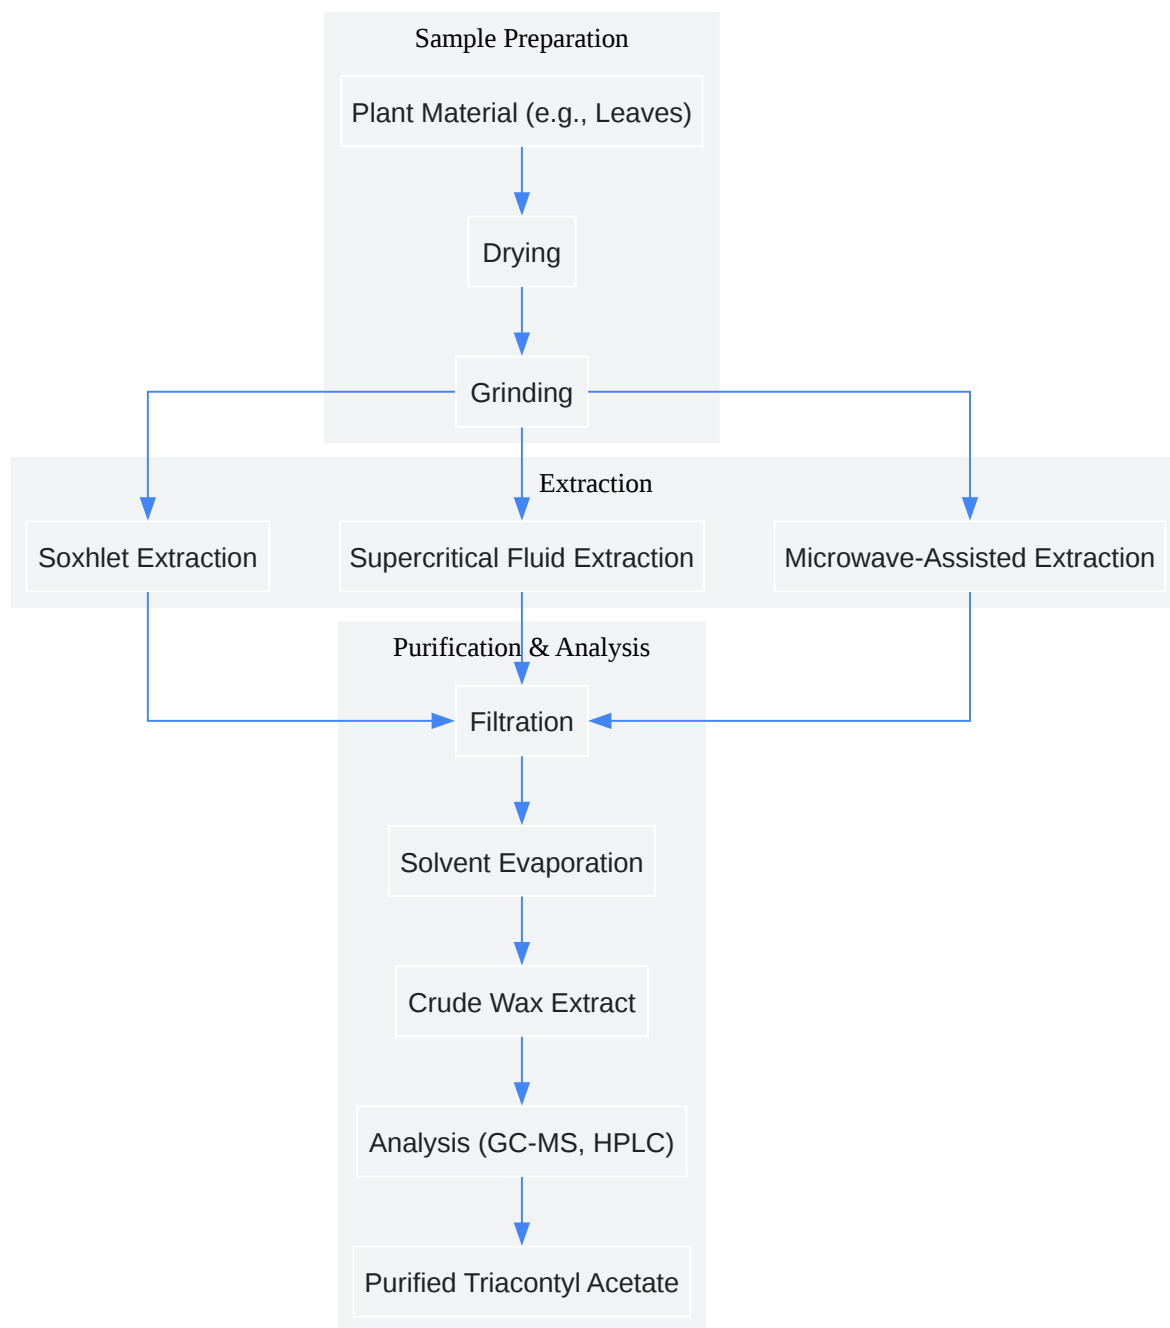 Sample Preparation
Plant Material (e.g., Leaves)
Drying
Grinding
Extraction
Soxhlet Extraction
Supercritical Fluid Extraction
Microwave-Assisted Extraction
Purification & Analysis
Filtration
Solvent Evaporation
Crude Wax Extract
Analysis (GC-MS, HPLC)
Purified Triacontyl Acetate